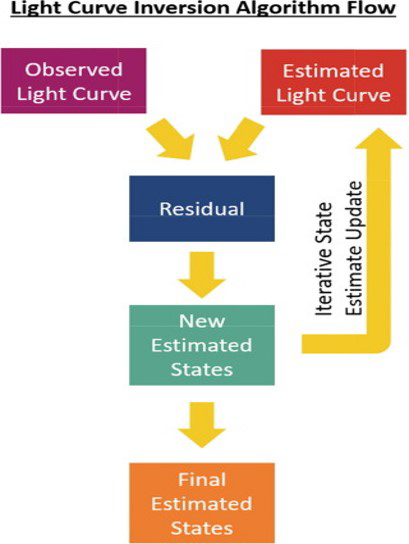 Light Curve Inversion Algorithm Flow
Observed
Light Curve
Estimated
Light Curve
Residual
Iterative State
Estimate Update
New
Estimated
States
Final
Estimated
States